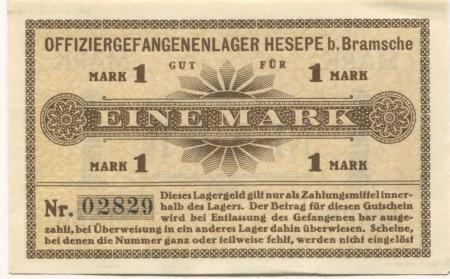 OFFIZIERGEFANGENENLAGER HESEPE b. Bramsche
MARK 1 GUT FÜR 1 MARK
EINE MARK
MARK 1 1 MARK
Nr. 02829 Dieses Lagergeld gilt nur als Zahlungsmittel inner-
halb des Lagers. Der Betrag für diesen Gutschein
wird bei Entlassung des Gefangenen bar ausge-
zahlt, bei Überweisung in ein anderes Lager dahin überwiesen. Scheine,
bei denen die Nummer ganz oder teilweise fehlt, werden nicht eingelöst